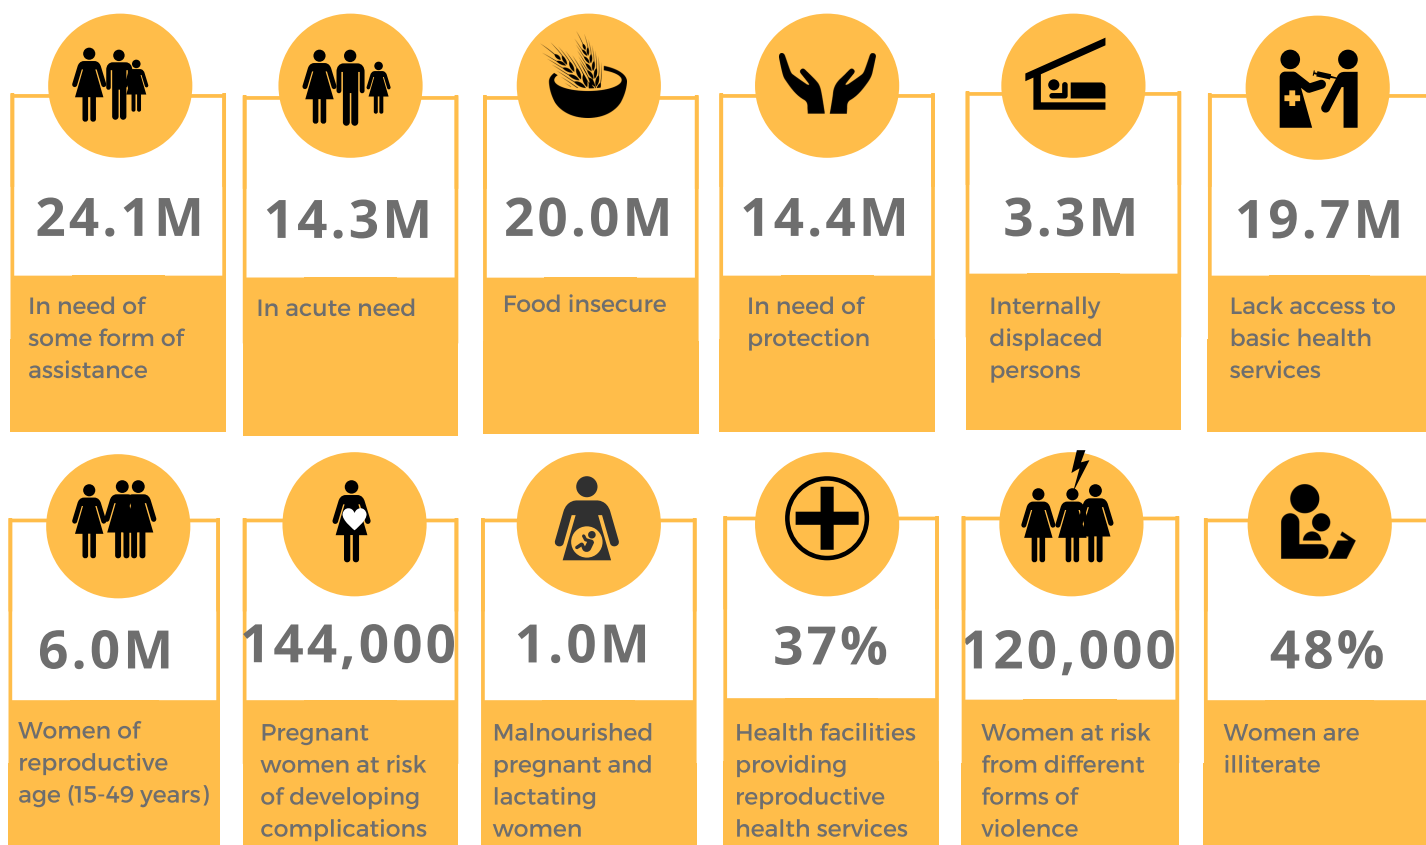 24.1M
In need of
some form of
assistance
14.3M
In acute need
20.0M
Food insecure
14.4M
In need of
protection
3.3M
Internally
displaced
persons
19.7M
Lack access to
basic health
services
6.0M
Women of
reproductive
age (15-49 years)
144,000
Pregnant
women at risk
of developing
complications
1.0M
Malnourished
pregnant and
lactating
women
37%
Health facilities
providing
reproductive
health services
120,000
Women at risk
from different
forms of
violence
48%
Women are
illiterate